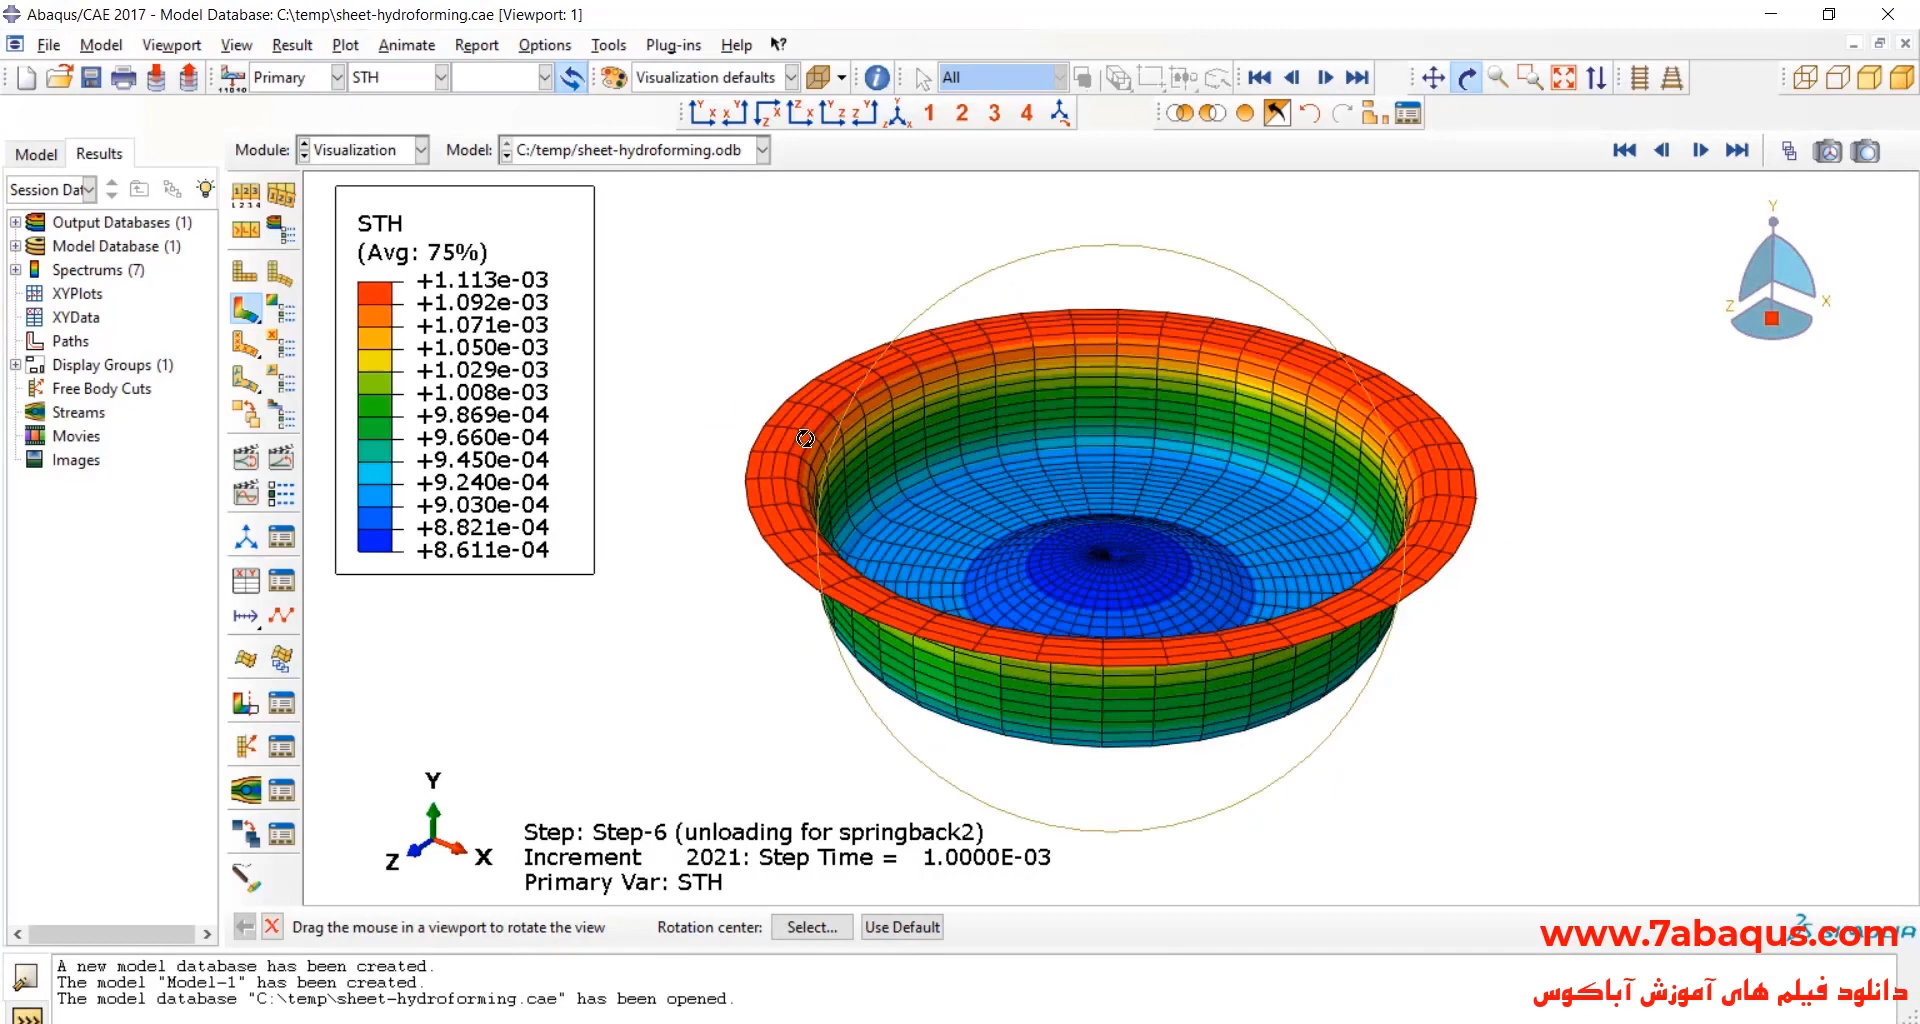 Abaqus/CAE 2017 - Model Database: C:\temp\sheet-hydroforming.cae [Viewport: 1]
File Model Viewport View Result Plot Animate Report Options Tools Plug-ins Help
Primary STH Visualization defaults All
1 2 3 4
Model Results
Module: Visualization Model: C:/temp/sheet-hydroforming.odb
Session Dat
Output Databases (1)
Model Database (1)
Spectrums (7)
XYPlots
XYData
Paths
Display Groups (1)
Free Body Cuts
Streams
Movies
Images
STH
(Avg: 75%)
+1.113e-03
+1.092e-03
+1.071e-03
+1.050e-03
+1.029e-03
+1.008e-03
+9.869e-04
+9.660e-04
+9.450e-04
+9.240e-04
+9.030e-04
+8.821e-04
+8.611e-04
Y
Z
X
Y
Z
X
Step: Step-6 (unloading for springback2)
Increment 2021: Step Time = 1.0000E-03
Primary Var: STH
Drag the mouse in a viewport to rotate the view Rotation center: Select... Use Default
www.7abaqus.com
A new model database has been created.
The model "Model-1" has been created.
The model database "C:\temp\sheet-hydroforming.cae" has been opened.
دانلود فیلم های آموزش آباکوس